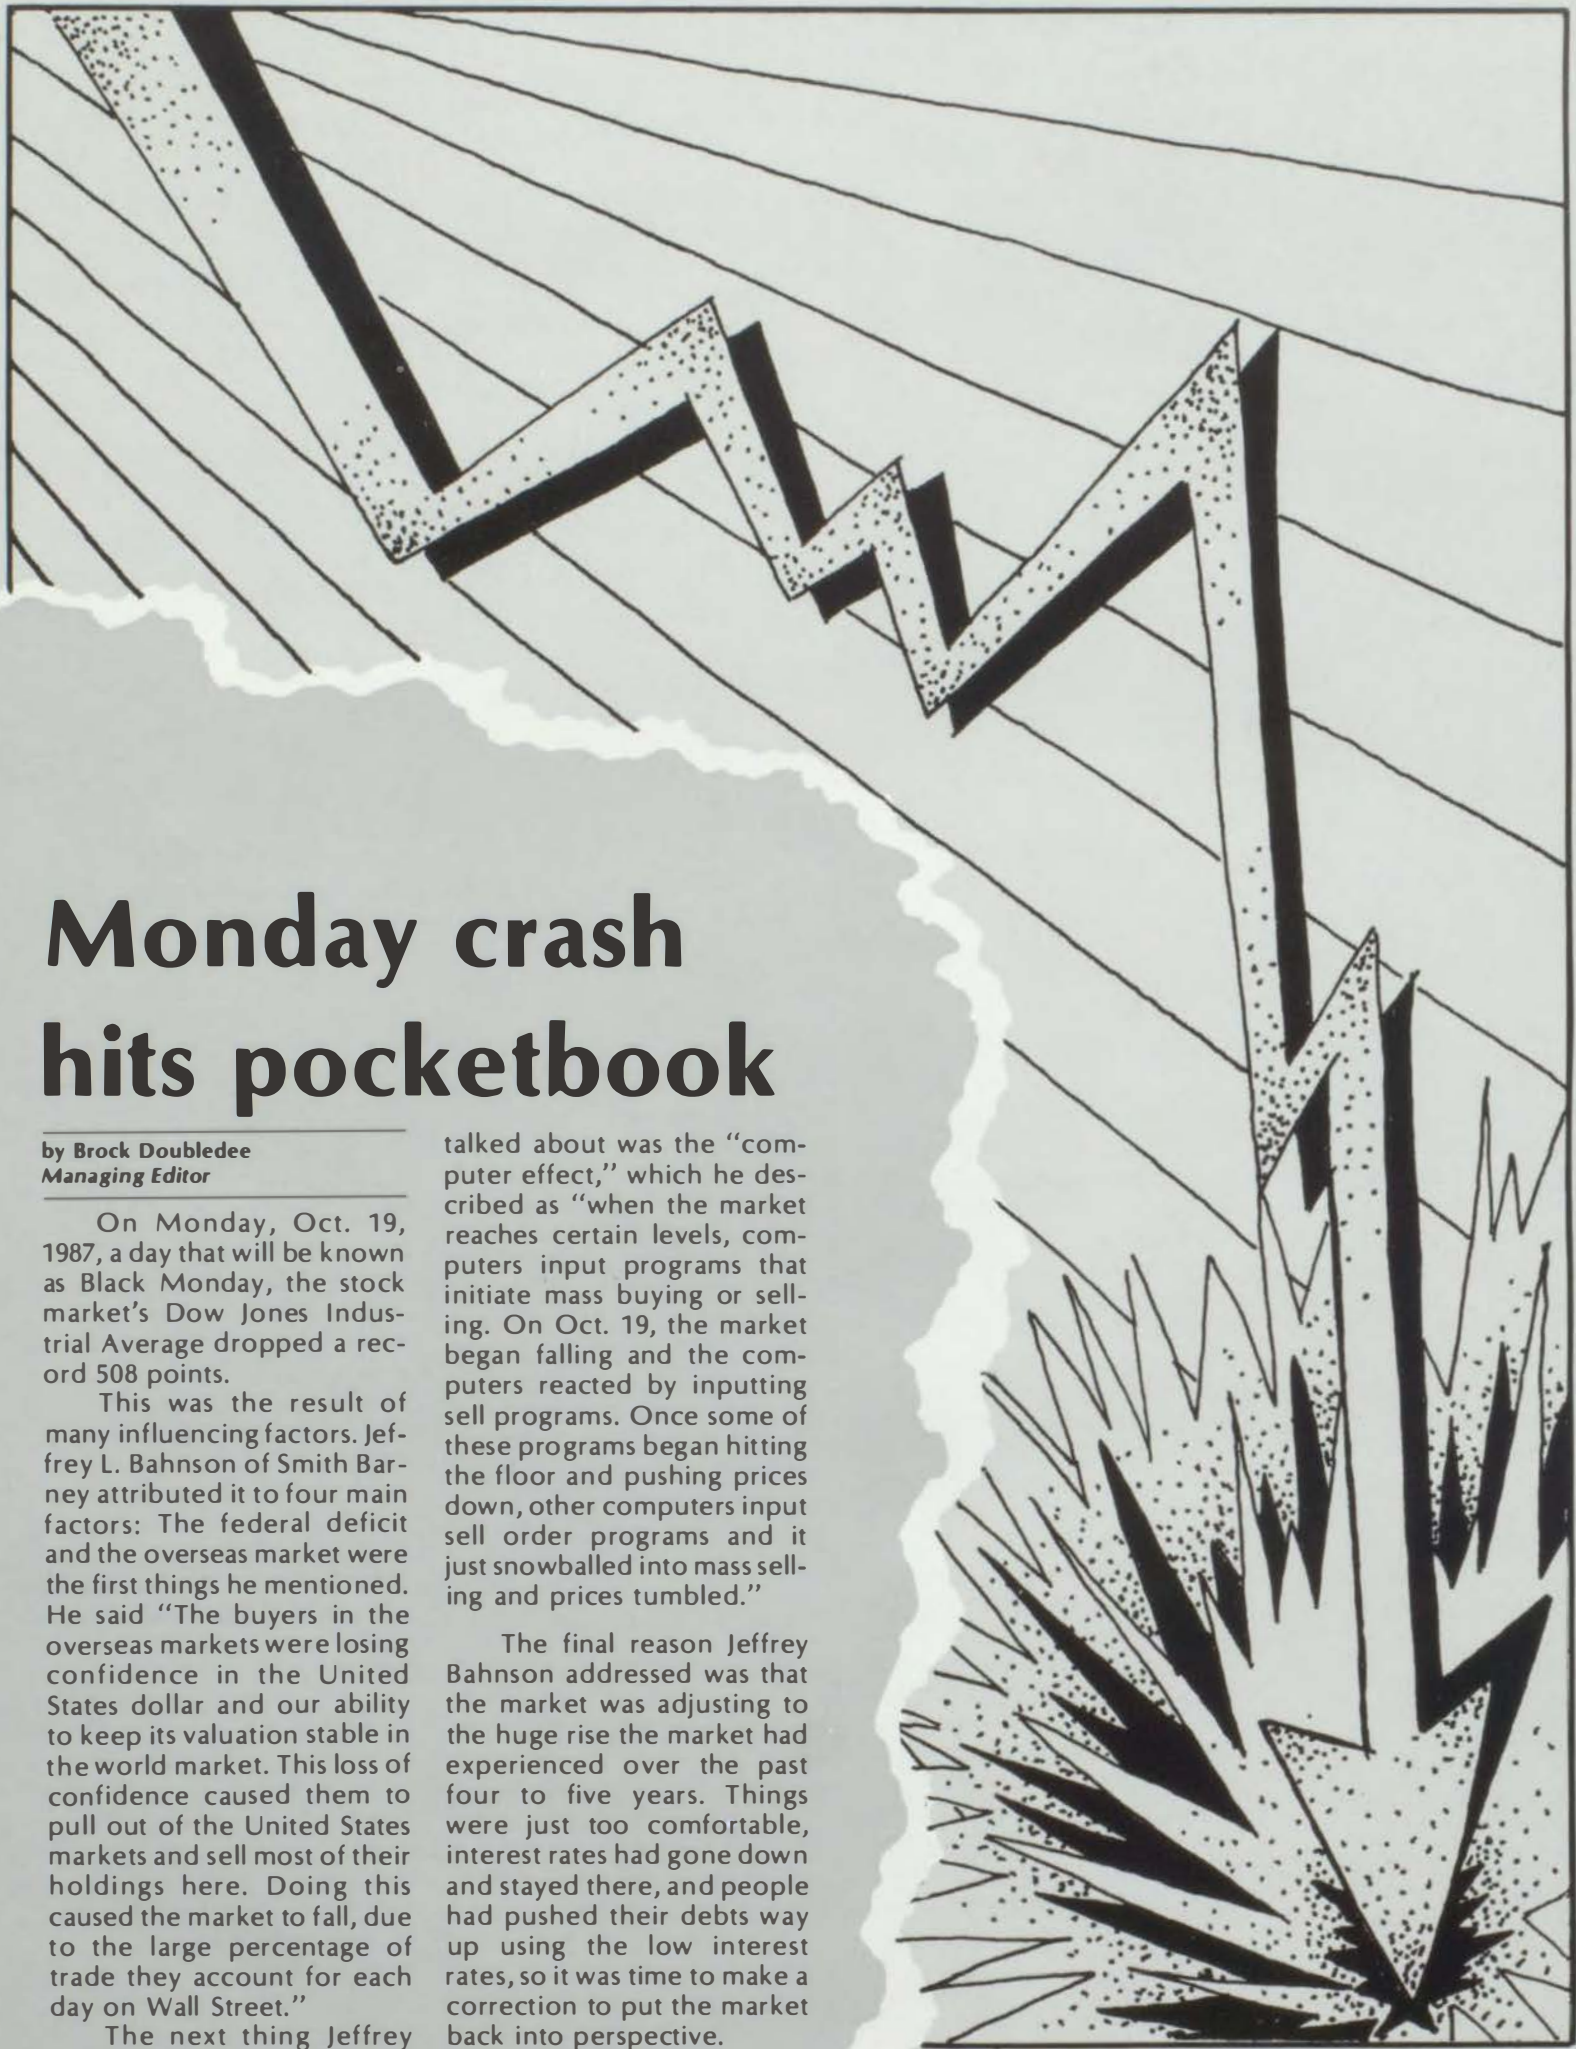 Monday crash
hits pocketbook
by Brock Doubledee
Managing Editor
On Monday, Oct. 19,
1987, a day that will be known
as Black Monday, the stock
market's Dow Jones Indus-
trial Average dropped a rec-
ord 508 points.
This was the result of
many influencing factors. Jef-
frey L. Bahnson of Smith Bar-
ney attributed it to four main
factors: The federal deficit
and the overseas market were
the first things he mentioned.
He said "The buyers in the
overseas markets were losing
confidence in the United
States dollar and our ability
to keep its valuation stable in
the world market. This loss of
confidence caused them to
pull out of the United States
markets and sell most of their
holdings here. Doing this
caused the market to fall, due
to the large percentage of
trade they account for each
day on Wall Street."
The next thing Jeffrey
talked about was the "com-
puter effect," which he des-
cribed as "when the market
reaches certain levels, com-
puters input programs that
initiate mass buying or sell-
ing. On Oct. 19, the market
began falling and the com-
puters reacted by inputting
sell programs. Once some of
these programs began hitting
the floor and pushing prices
down, other computers input
sell order programs and it
just snowballed into mass sell-
ing and prices tumbled."
The final reason Jeffrey
Bahnson addressed was that
the market was adjusting to
the huge rise the market had
experienced over the past
four to five years. Things
were just too comfortable,
interest rates had gone down
and stayed there, and people
had pushed their debts way
up using the low interest
rates, so it was time to make a
correction to put the market
back into perspective.